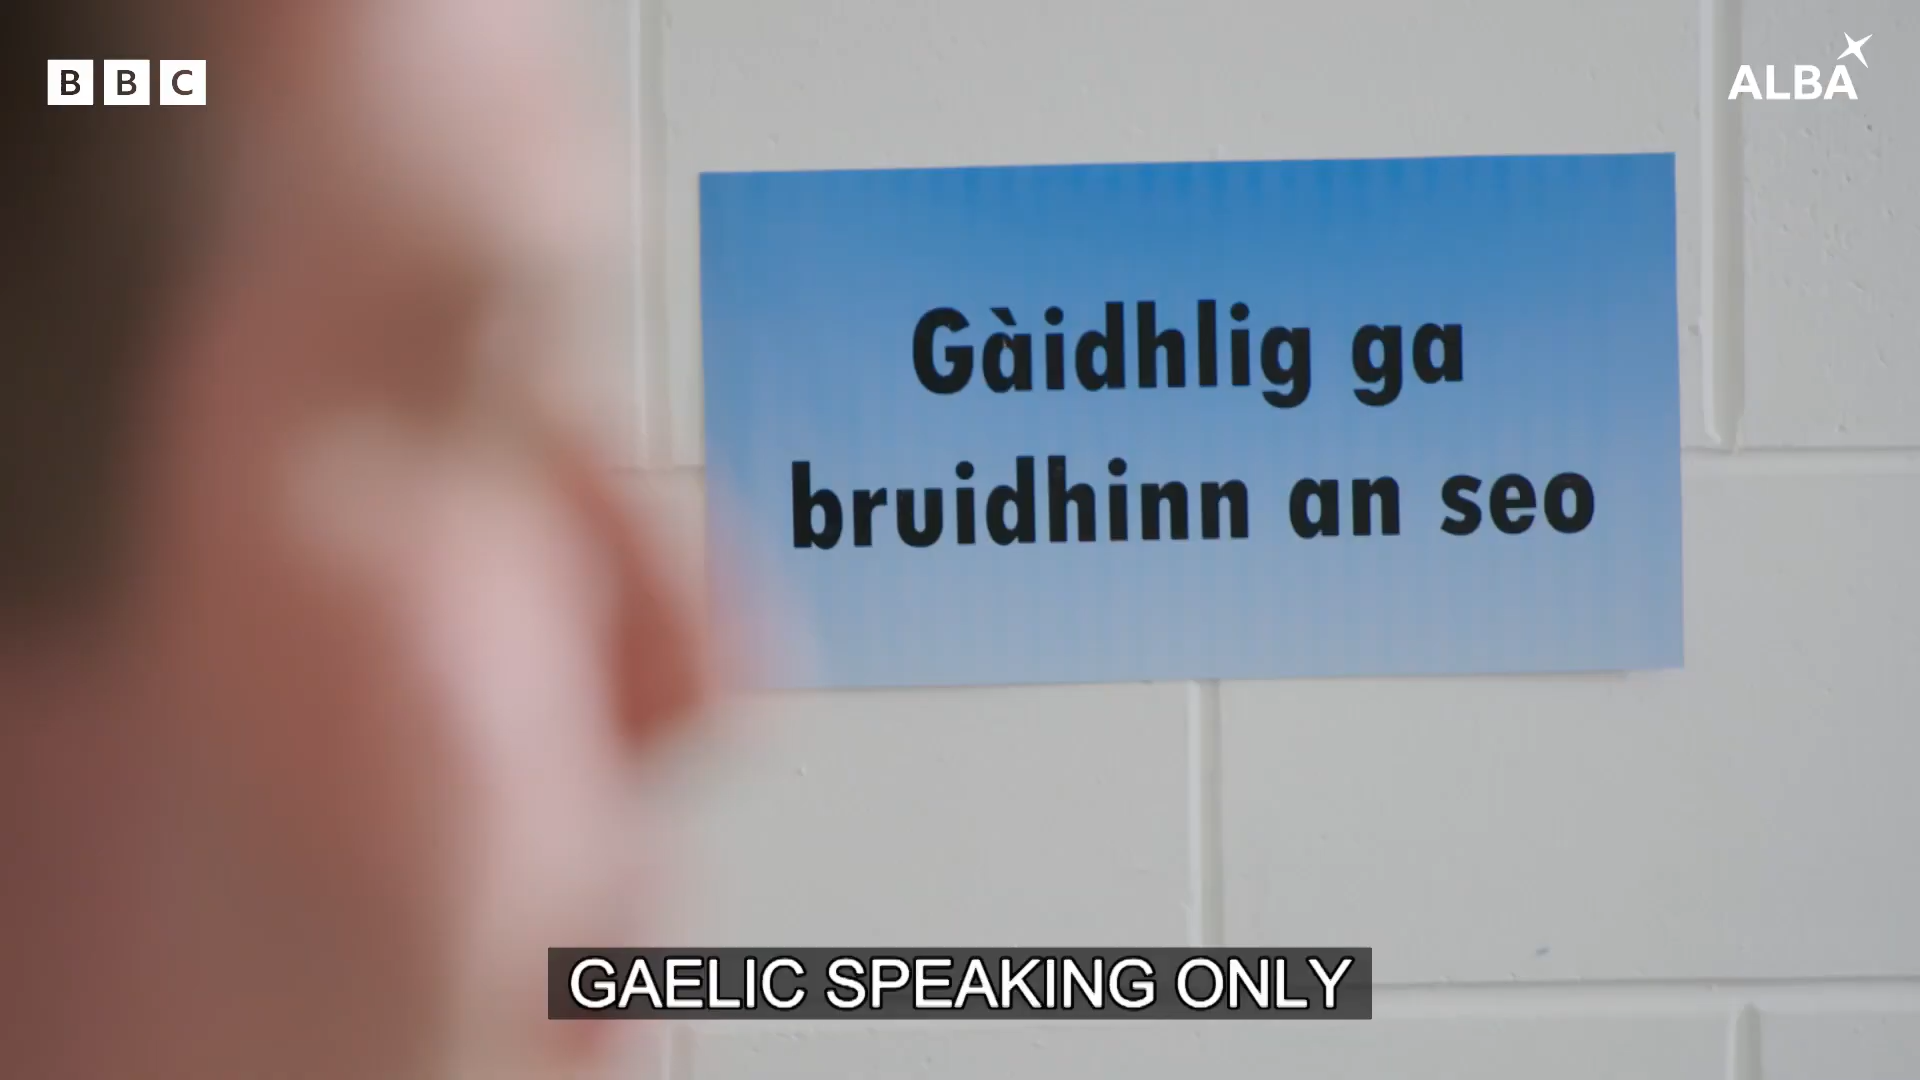 BBC
ALBA
Gàidhlig ga
bruidhinn an seo
GAELIC SPEAKING ONLY